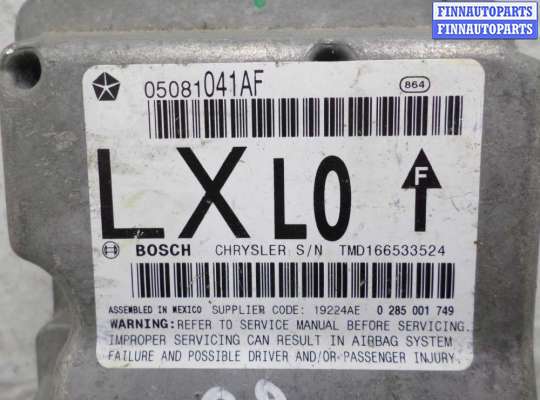 FINNAUTOPARTS
FINNAUTOPARTS
05081041AF
864
LX LO
F
BOSCH CHRYSLER S/N TMD166533524
ASSEMBLED IN MEXICO SUPPLIER CODE: 19224AE 0 285 001 749
WARNING: REFER TO SERVICE MANUAL BEFORE SERVICING.
IMPROPER SERVICING CAN RESULT IN AIRBAG SYSTEM
FAILURE AND POSSIBLE DRIVER AND/OR PASSENGER INJURY.